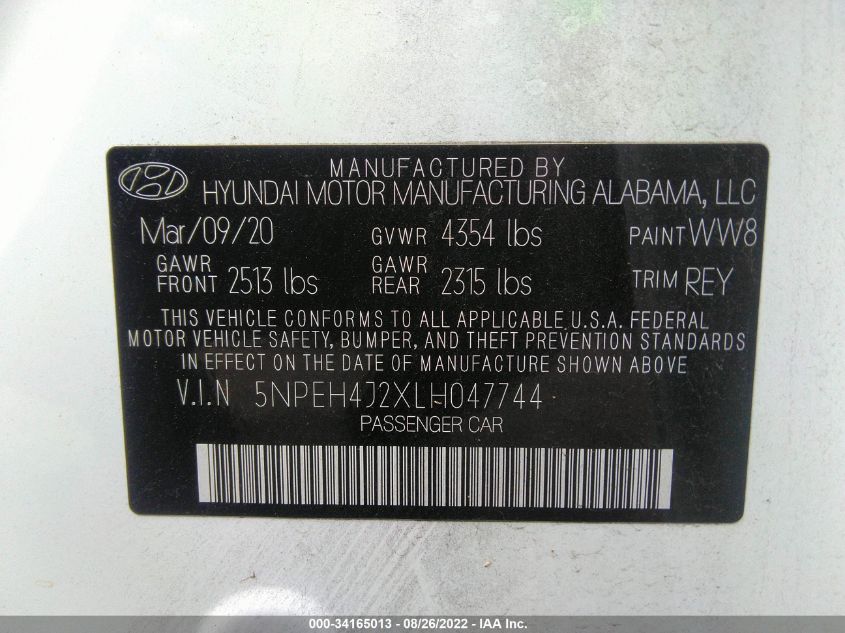 MANUFACTURED BY
HYUNDAI MOTOR MANUFACTURING ALABAMA, LLC
Mar/09/20 GVWR 4354 lbs PAINT WW8
GAWR FRONT 2513 lbs GAWR REAR 2315 lbs TRIM REY
THIS VEHICLE CONFORMS TO ALL APPLICABLE U.S.A. FEDERAL
MOTOR VEHICLE SAFETY, BUMPER, AND THEFT PREVENTION STANDARDS
IN EFFECT ON THE DATE OF MANUFACTURE SHOWN ABOVE
V.I.N 5NPEH4J2XLH047744
PASSENGER CAR
000-34165013 - 08/26/2022 - IAA Inc.